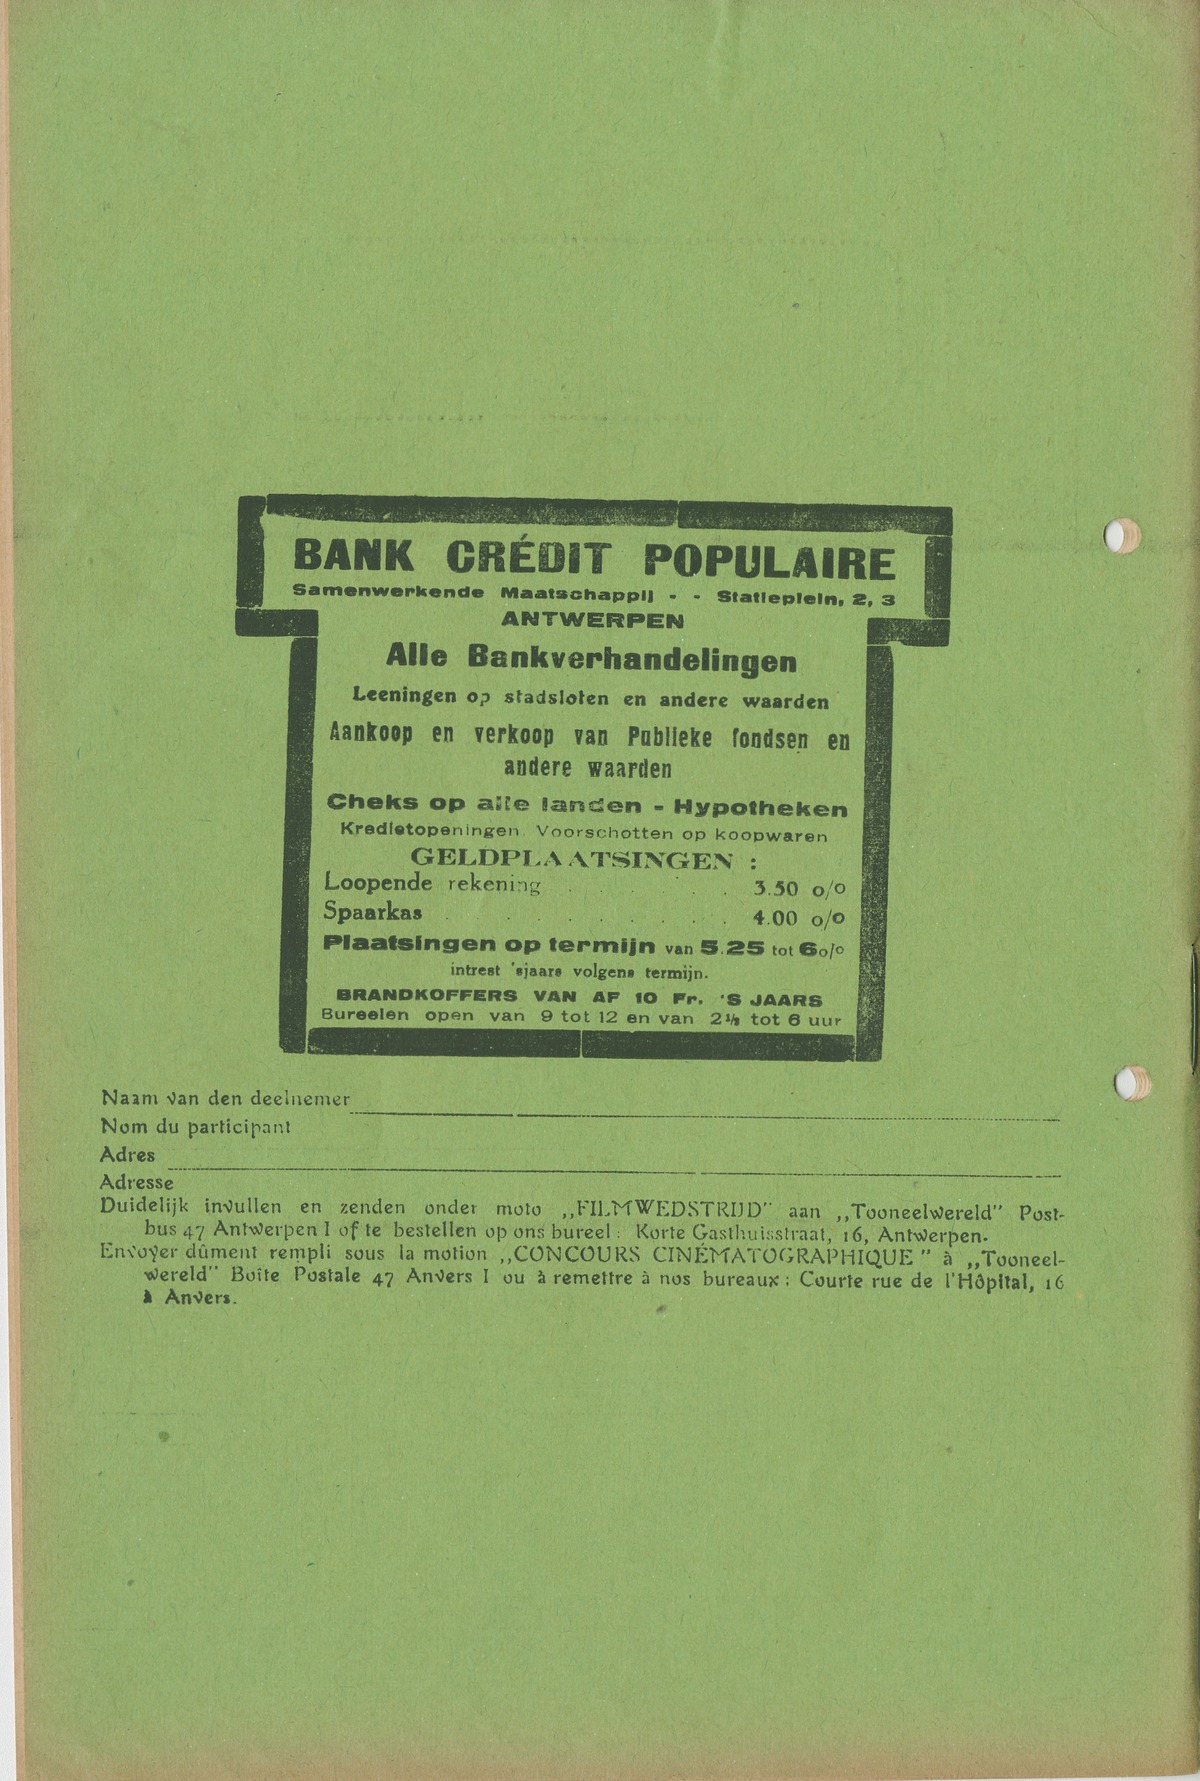 BANK CRÉDIT POPULAIRE
Samenwerkende Maatschappij - - Statieplein, 2, 3
ANTWERPEN
Alle Bankverhandelingen
Leeningen op stadsloten en andere waarden
Aankoop en verkoop van Publieke fondsen en
andere waarden
Cheks op alle landen - Hypotheken
Kredietopeningen Voorschotten op koopwaren
GELDPLAATSINGEN :
Loopende rekening . . . . . . 3.50 o/o
Spaarkas . . . . . . . . 4.00 o/o
Plaatsingen op termijn van 5.25 tot 6 o/o
intrest 'sjaars volgens termijn.
BRANDKOFFERS VAN AF 10 Fr. 'S JAARS
Bureelen open van 9 tot 12 en van 2½ tot 6 uur
Naam van den deelnemer
Nom du participant
Adres
Adresse
Duidelijk invullen en zenden onder moto ,,FILMWEDSTRIJD" aan ,,Tooneelwereld" Post-
bus 47 Antwerpen I of te bestellen op ons bureel : Korte Gasthuisstraat, 16, Antwerpen.
Envoyer dûment rempli sous la motion ,,CONCOURS CINÉMATOGRAPHIQUE " à ,,Tooneel-
wereld" Boîte Postale 47 Anvers I ou à remettre à nos bureaux : Courte rue de l'Hôpital, 16
à Anvers.